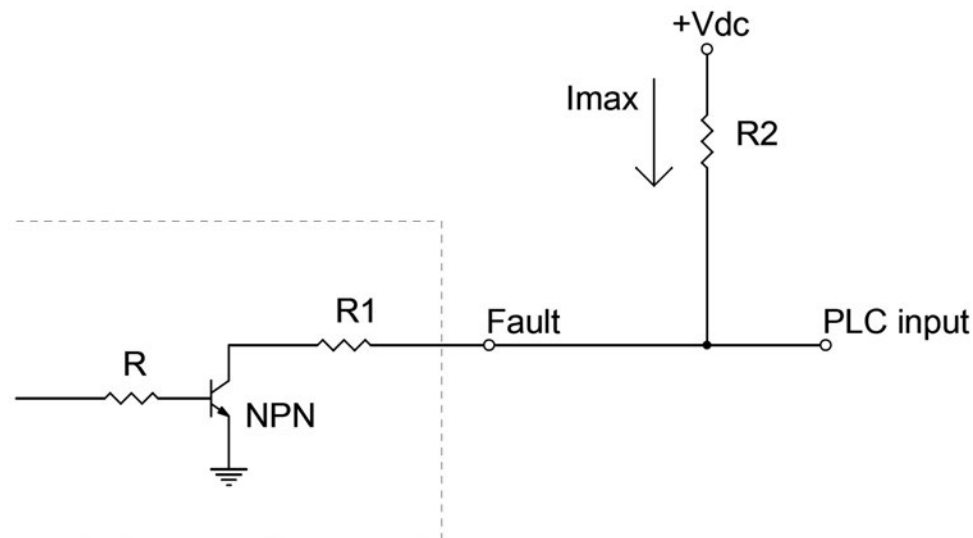 +Vdc
Imax
R2
R1
Fault
PLC input
R
NPN